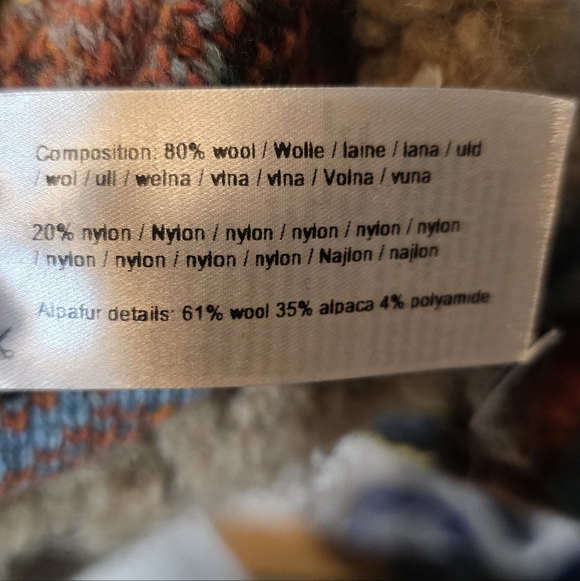 Composition: 80% wool / Wolle / laine / lana / uld
/ wol / ull / wełna / vlna / vlna / Volna / vuna
20% nylon / Nylon / nylon / nylon / nylon / nylon
/ nylon / nylon / nylon / nylon / Najlon / najlon
Alpafur details: 61% wool 35% alpaca 4% polyamide